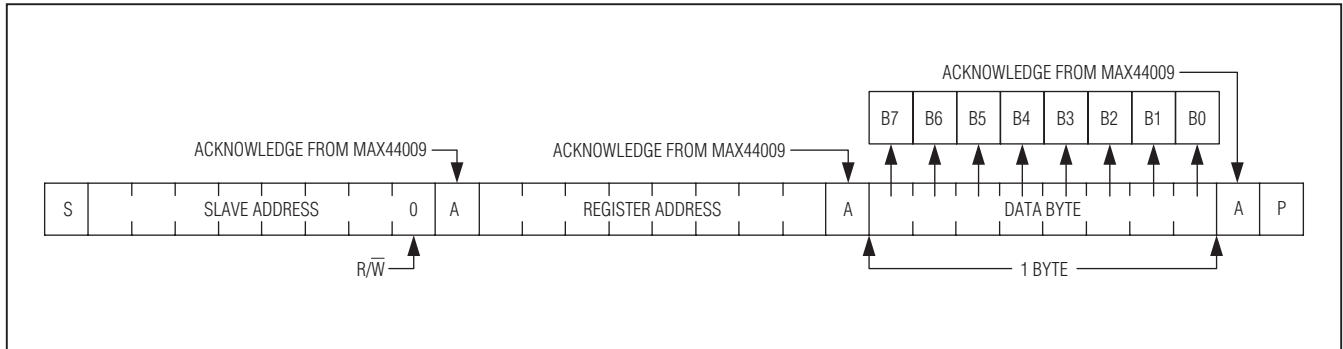 ACKNOWLEDGE FROM MAX44009
B7 B6 B5 B4 B3 B2 B1 B0
ACKNOWLEDGE FROM MAX44009 ACKNOWLEDGE FROM MAX44009
S SLAVE ADDRESS 0 A REGISTER ADDRESS A DATA BYTE A P
R/W̅ 1 BYTE